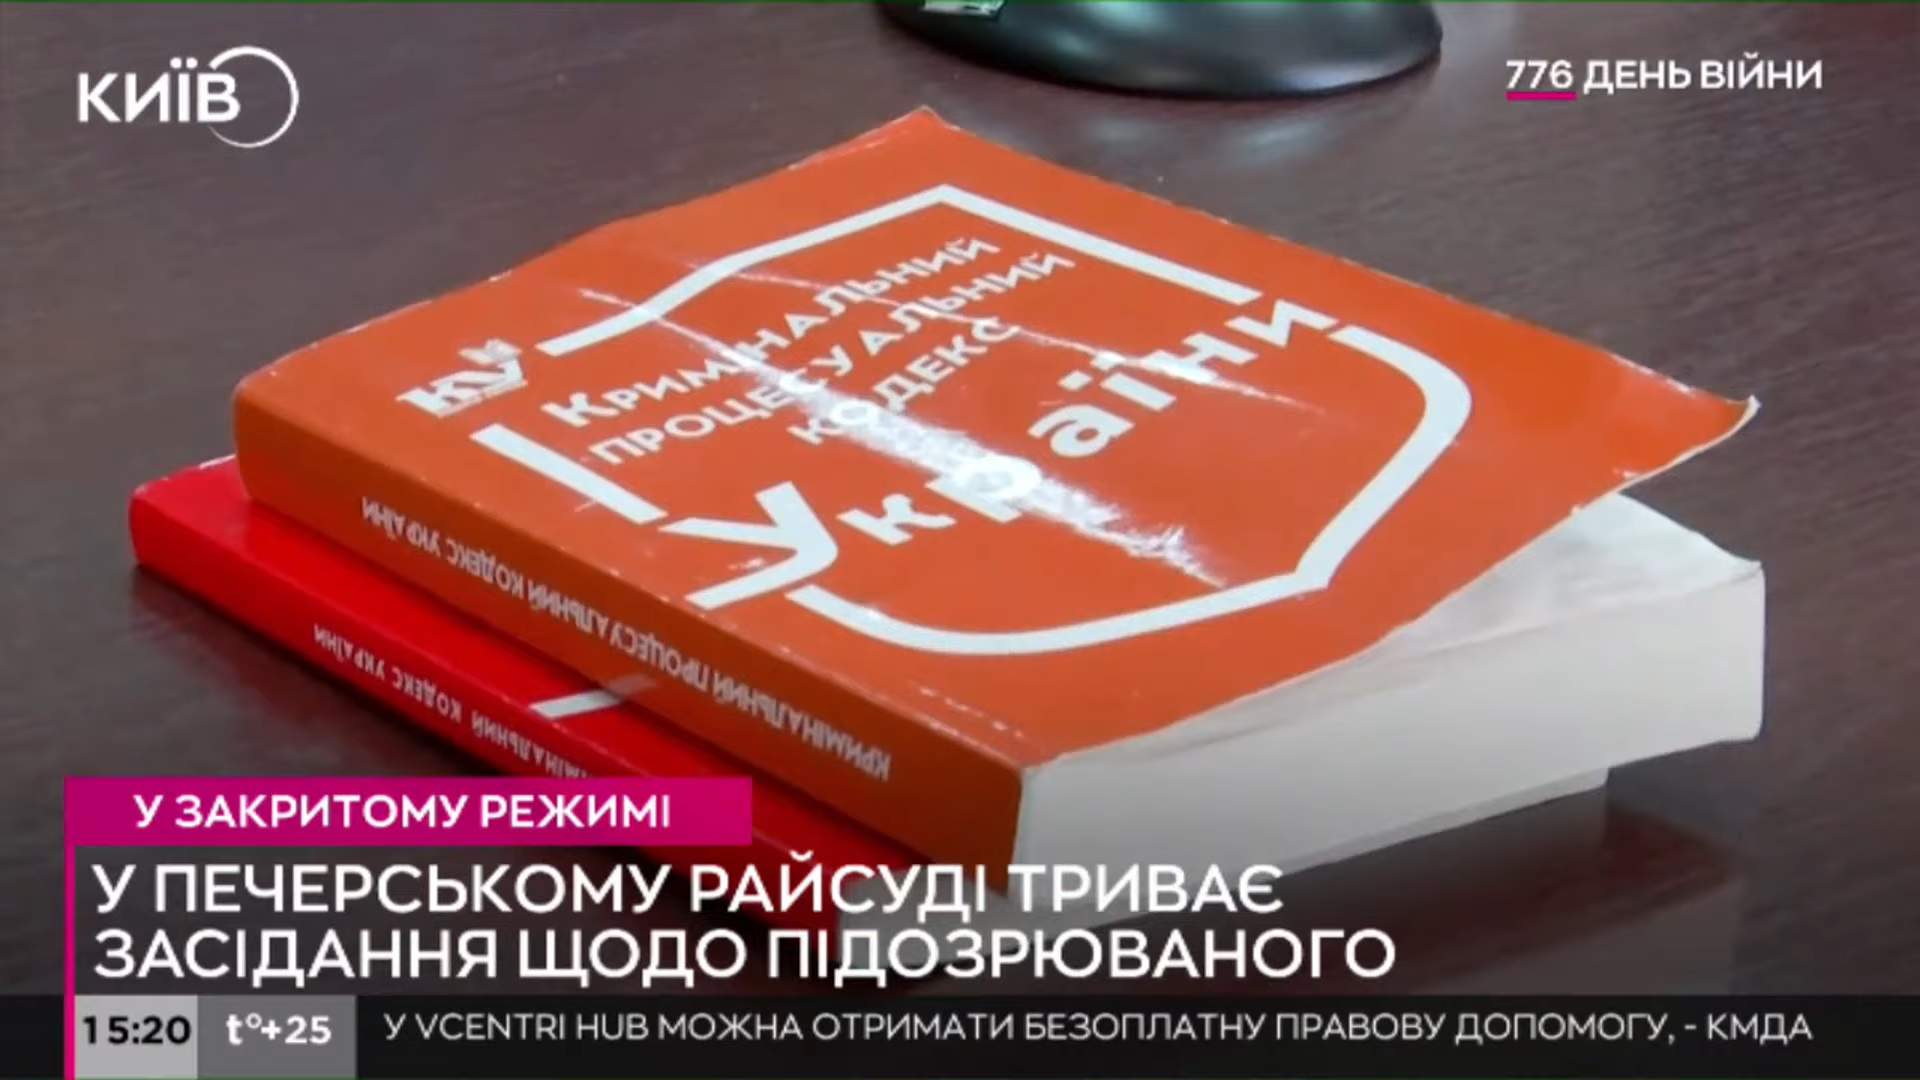 КИЇВ
776 ДЕНЬ ВІЙНИ
КРИМІНАЛЬНИЙ
ПРОЦЕСУАЛЬНИЙ
КОДЕКС
України
КРИМІНАЛЬНИЙ ПРОЦЕСУАЛЬНИЙ КОДЕКС УКРАЇНИ
КОДЕКС УКРАЇНИ
У ЗАКРИТОМУ РЕЖИМІ
У ПЕЧЕРСЬКОМУ РАЙСУДІ ТРИВАЄ
ЗАСІДАННЯ ЩОДО ПІДОЗРЮВАНОГО
15:20 t°+25 У VCENTRI HUB МОЖНА ОТРИМАТИ БЕЗОПЛАТНУ ПРАВОВУ ДОПОМОГУ, - КМДА